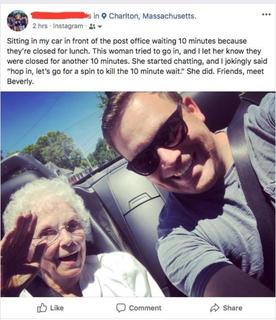 s in Charlton, Massachusetts.
2 hrs · Instagram ·
Sitting in my car in front of the post office waiting 10 minutes because
they're closed for lunch. This woman tried to go in, and I let her know they
were closed for another 10 minutes. She started chatting, and I jokingly said
"hop in, let's go for a spin to kill the 10 minute wait." She did. Friends, meet
Beverly.
Like Comment Share